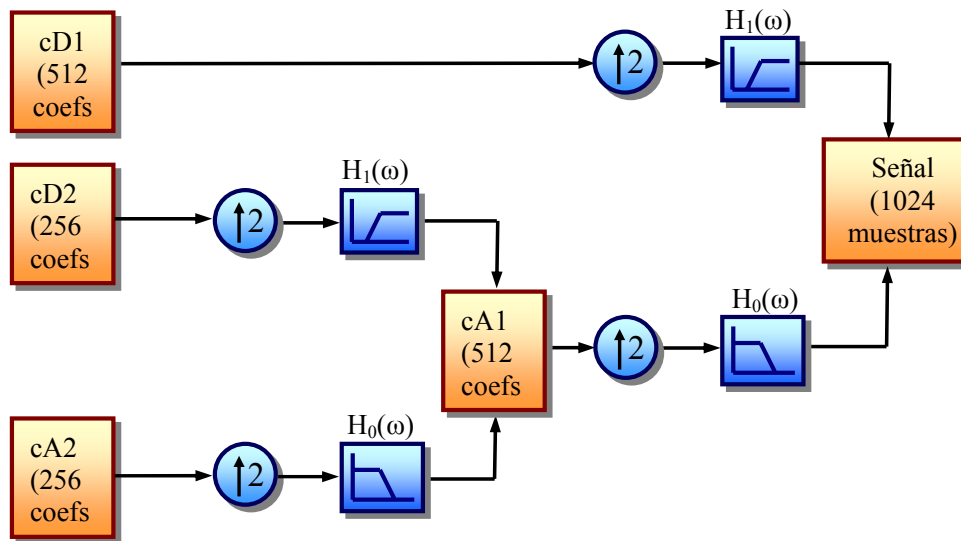 cD1
(512
coefs
↑2
H₁(ω)
Señal
(1024
muestras)
cD2
(256
coefs
↑2
H₁(ω)
cA1
(512
coefs
↑2
H₀(ω)
cA2
(256
coefs
↑2
H₀(ω)